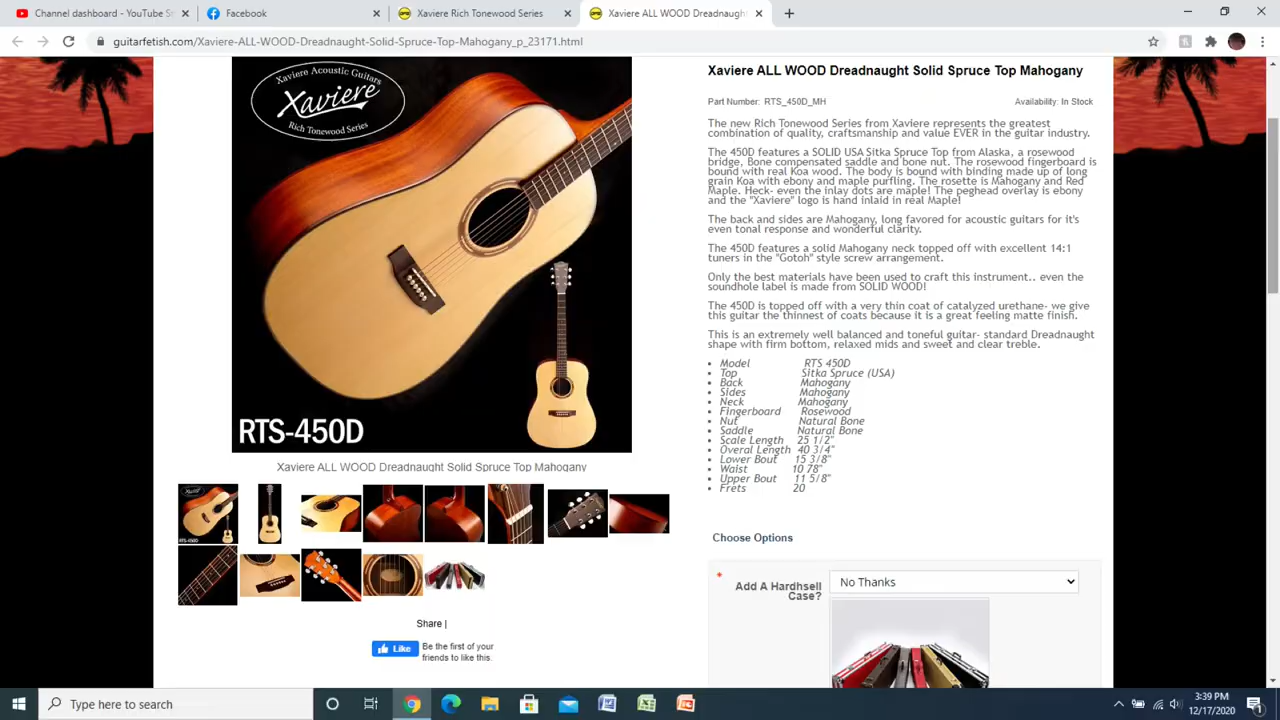 Channel dashboard - YouTube St
Facebook
Xaviere Rich Tonewood Series
Xaviere ALL WOOD Dreadnaught
guitarfetish.com/Xaviere-ALL-WOOD-Dreadnaught-Solid-Spruce-Top-Mahogany_p_23171.html
Xaviere Acoustic Guitars
Xaviere
Rich Tonewood Series
RTS-450D
Xaviere ALL WOOD Dreadnaught Solid Spruce Top Mahogany
RTS-450D
Share |
Like
Be the first of your
friends to like this.
Xaviere ALL WOOD Dreadnaught Solid Spruce Top Mahogany
Part Number: RTS_450D_MH
Availability: In Stock
The new Rich Tonewood Series from Xaviere represents the greatest
combination of quality, craftsmanship and value EVER in the guitar industry.
The 450D features a SOLID USA Sitka Spruce Top from Alaska, a rosewood
bridge, Bone compensated saddle and bone nut. The rosewood fingerboard is
bound with real Koa wood. The body is bound with binding made up of long
grain Koa with ebony and maple purfling. The rosette is Mahogany and Red
Maple. Heck- even the inlay dots are maple! The peghead overlay is ebony
and the "Xaviere" logo is hand inlaid in real Maple!
The back and sides are Mahogany, long favored for acoustic guitars for it's
even tonal response and wonderful clarity.
The 450D features a solid Mahogany neck topped off with excellent 14:1
tuners in the "Gotoh" style screw arrangement.
Only the best materials have been used to craft this instrument.. even the
soundhole label is made from SOLID WOOD!
The 450D is topped off with a very thin coat of catalyzed urethane- we give
this guitar the thinnest of coats because it is a great feeling matte finish.
This is an extremely well balanced and toneful guitar- standard Dreadnaught
shape with firm bottom, relaxed mids and sweet and clear treble.
• Model RTS 450D
• Top Sitka Spruce (USA)
• Back Mahogany
• Sides Mahogany
• Neck Mahogany
• Fingerboard Rosewood
• Nut Natural Bone
• Saddle Natural Bone
• Scale Length 25 1/2"
• Overal Length 40 3/4"
• Lower Bout 15 3/8"
• Waist 10 78"
• Upper Bout 11 5/8"
• Frets 20
Choose Options
* Add A Hardhsell
Case?
No Thanks
Type here to search
3:39 PM
12/17/2020